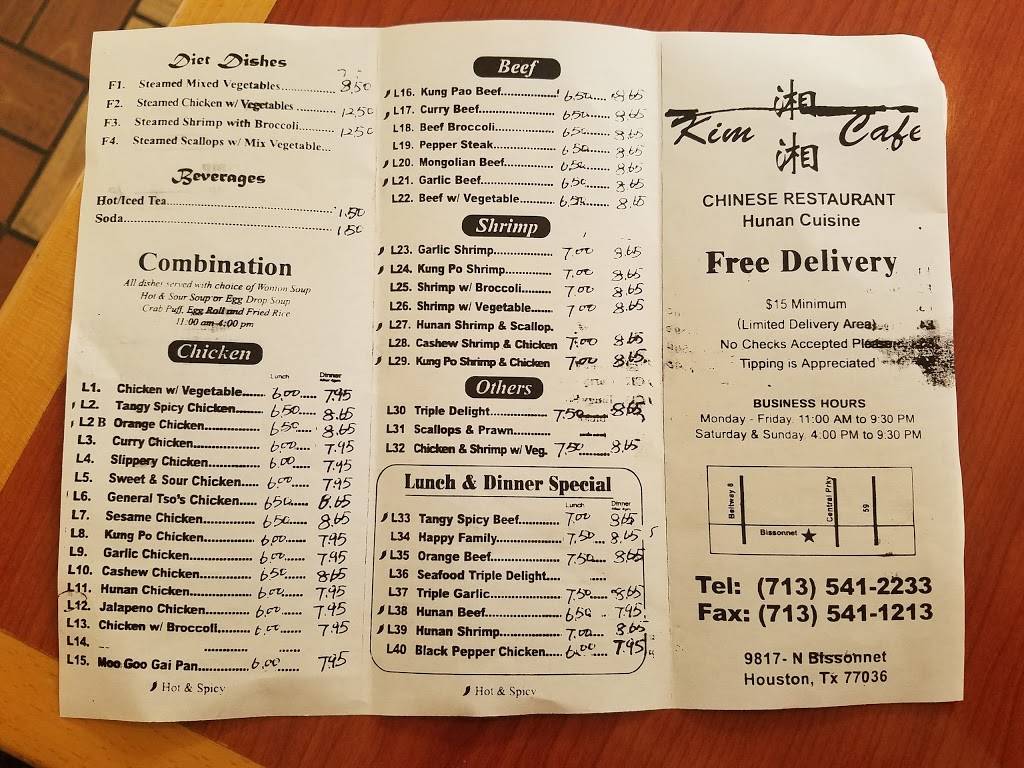 Diet Dishes
F1. Steamed Mixed Vegetables........ 8.50
F2. Steamed Chicken w/ Vegetables ........ 12.50
F3. Steamed Shrimp with Broccoli........ 12.50
F4. Steamed Scallops w/ Mix Vegetable...
Beverages
Hot/Iced Tea........ 1.50
Soda........ 1.50
Combination
All dishes served with choice of Wonton Soup
Hot & Sour Soup or Egg Drop Soup
Crab Puff, Egg Roll and Fried Rice
11:00 am-4:00 pm
Chicken
Lunch Dinner
L1. Chicken w/ Vegetable........ 6.00 7.95
L2. Tangy Spicy Chicken........ 6.50 8.65
L2 B Orange Chicken........ 6.50 8.65
L3. Curry Chicken........ 6.00 7.95
L4. Slippery Chicken........ 6.00 7.95
L5. Sweet & Sour Chicken........ 6.00 7.95
L6. General Tso's Chicken........ 6.50 8.65
L7. Sesame Chicken........ 6.50 8.65
L8. Kung Po Chicken........ 6.00 7.95
L9. Garlic Chicken........ 6.00 7.95
L10. Cashew Chicken........ 6.50 8.65
L11. Hunan Chicken........ 6.00 7.95
L12. Jalapeno Chicken........ 6.00 7.95
L13. Chicken w/ Broccoli........ 6.00 7.95
L14.
L15. Moo Goo Gai Pan........ 6.00 7.95
Hot & Spicy
Beef
L16. Kung Pao Beef........ 6.50 8.65
L17. Curry Beef........ 6.50 8.65
L18. Beef Broccoli........ 6.50 8.65
L19. Pepper Steak........ 6.50 8.65
L20. Mongolian Beef........ 6.50 8.65
L21. Garlic Beef........ 6.50 8.65
L22. Beef w/ Vegetable........ 6.50 8.65
Shrimp
L23. Garlic Shrimp........ 7.00 8.65
L24. Kung Po Shrimp........ 7.00 8.65
L25. Shrimp w/ Broccoli........ 7.00 8.65
L26. Shrimp w/ Vegetable........ 7.00 8.65
L27. Hunan Shrimp & Scallop.
L28. Cashew Shrimp & Chicken 7.00 8.65
L29. Kung Po Shrimp & Chicken 7.00 8.65
Others
L30 Triple Delight........ 7.50 8.65
L31 Scallops & Prawn........
L32 Chicken & Shrimp w/ Veg. 7.50 8.65
Lunch & Dinner Special
Lunch Dinner
L33 Tangy Spicy Beef........ 7.00 8.65
L34 Happy Family........ 7.50 8.65
L35 Orange Beef........ 7.50 8.65
L36 Seafood Triple Delight....
L37 Triple Garlic........ 7.50 8.65
L38 Hunan Beef........ 6.50 7.95
L39 Hunan Shrimp........ 7.00 8.65
L40 Black Pepper Chicken..... 6.00 7.95
Hot & Spicy
湘
Kim Cafe
湘
CHINESE RESTAURANT
Hunan Cuisine
Free Delivery
$15 Minimum
(Limited Delivery Area)
No Checks Accepted Please
Tipping is Appreciated
BUSINESS HOURS
Monday - Friday. 11:00 AM to 9:30 PM
Saturday & Sunday. 4:00 PM to 9:30 PM
Beltway 8
Central Prky
59
Bissonnet
Tel: (713) 541-2233
Fax: (713) 541-1213
9817- N Bissonnet
Houston, Tx 77036